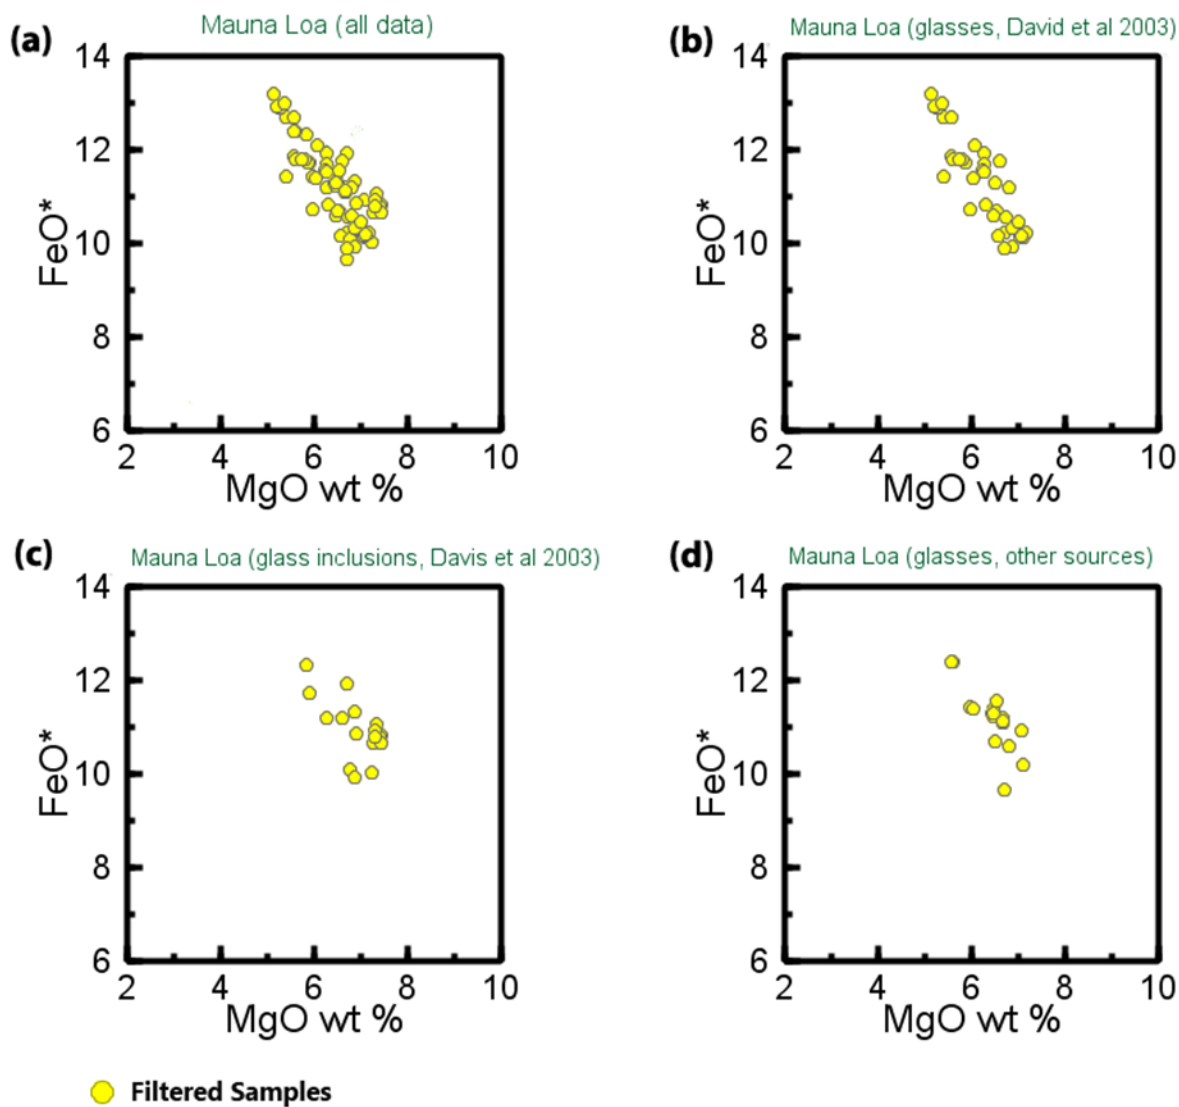 (a) Mauna Loa (all data)
14
12
10
8
6
FeO*
2 4 6 8 10
MgO wt %
(b) Mauna Loa (glasses, David et al 2003)
14
12
10
8
6
FeO*
2 4 6 8 10
MgO wt %
(c) Mauna Loa (glass inclusions, Davis et al 2003)
14
12
10
8
6
FeO*
2 4 6 8 10
MgO wt %
(d) Mauna Loa (glasses, other sources)
14
12
10
8
6
FeO*
2 4 6 8 10
MgO wt %
Filtered Samples